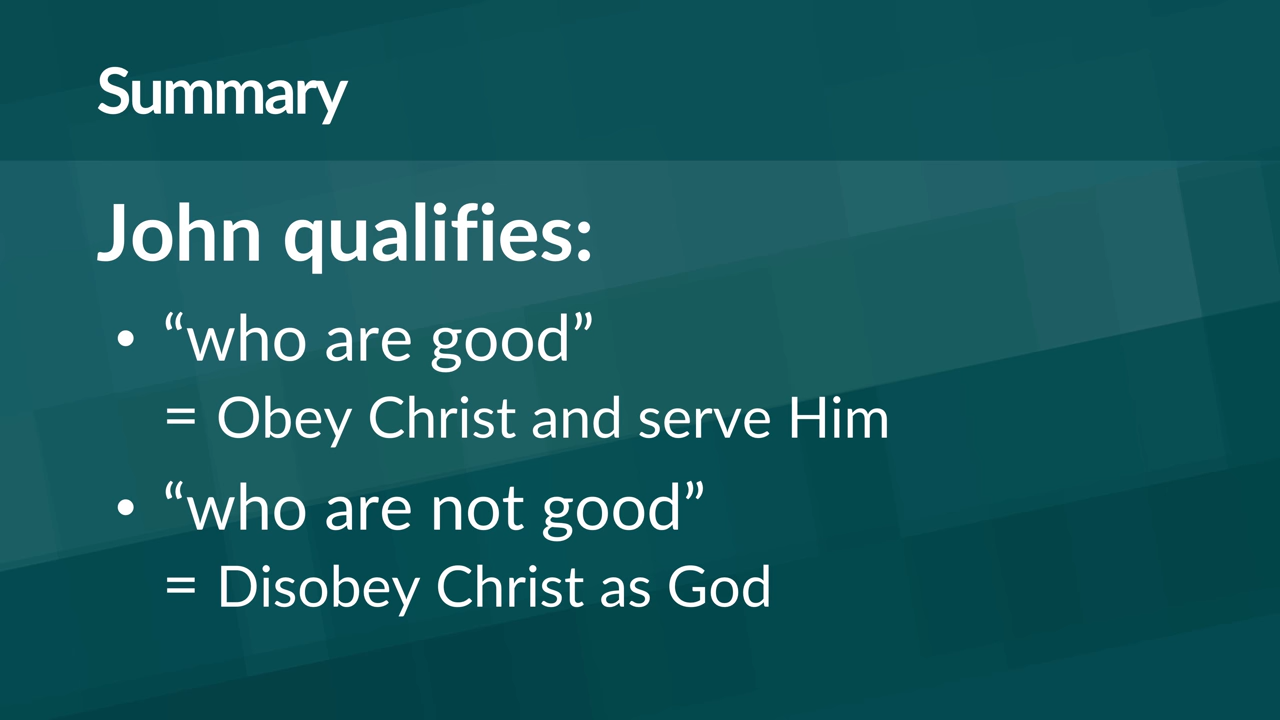 Summary
John qualifies:
• “who are good”
= Obey Christ and serve Him
• “who are not good”
= Disobey Christ as God